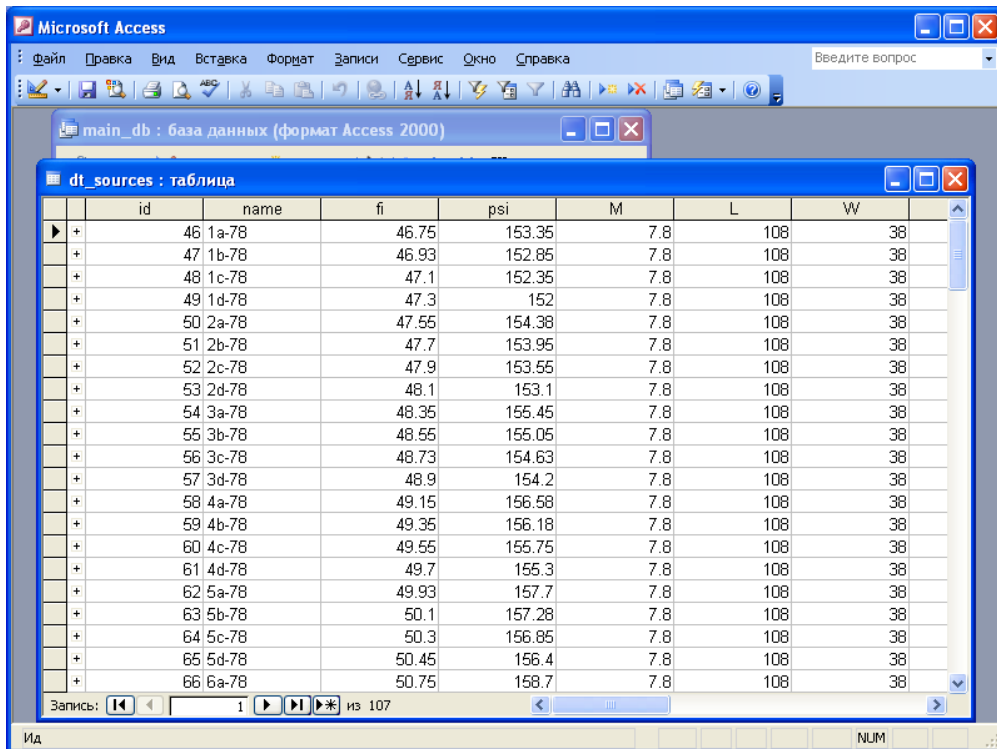 Microsoft Access
Файл Правка Вид Вставка Формат Записи Сервис Окно Справка Введите вопрос
main_db : база данных (формат Access 2000)
dt_sources : таблица
id name fi psi M L W
+ 46 1a-78 46.75 153.35 7.8 108 38
+ 47 1b-78 46.93 152.85 7.8 108 38
+ 48 1c-78 47.1 152.35 7.8 108 38
+ 49 1d-78 47.3 152 7.8 108 38
+ 50 2a-78 47.55 154.38 7.8 108 38
+ 51 2b-78 47.7 153.95 7.8 108 38
+ 52 2c-78 47.9 153.55 7.8 108 38
+ 53 2d-78 48.1 153.1 7.8 108 38
+ 54 3a-78 48.35 155.45 7.8 108 38
+ 55 3b-78 48.55 155.05 7.8 108 38
+ 56 3c-78 48.73 154.63 7.8 108 38
+ 57 3d-78 48.9 154.2 7.8 108 38
+ 58 4a-78 49.15 156.58 7.8 108 38
+ 59 4b-78 49.35 156.18 7.8 108 38
+ 60 4c-78 49.55 155.75 7.8 108 38
+ 61 4d-78 49.7 155.3 7.8 108 38
+ 62 5a-78 49.93 157.7 7.8 108 38
+ 63 5b-78 50.1 157.28 7.8 108 38
+ 64 5c-78 50.3 156.85 7.8 108 38
+ 65 5d-78 50.45 156.4 7.8 108 38
+ 66 6a-78 50.75 158.7 7.8 108 38
Запись: 1 из 107
Ид NUM